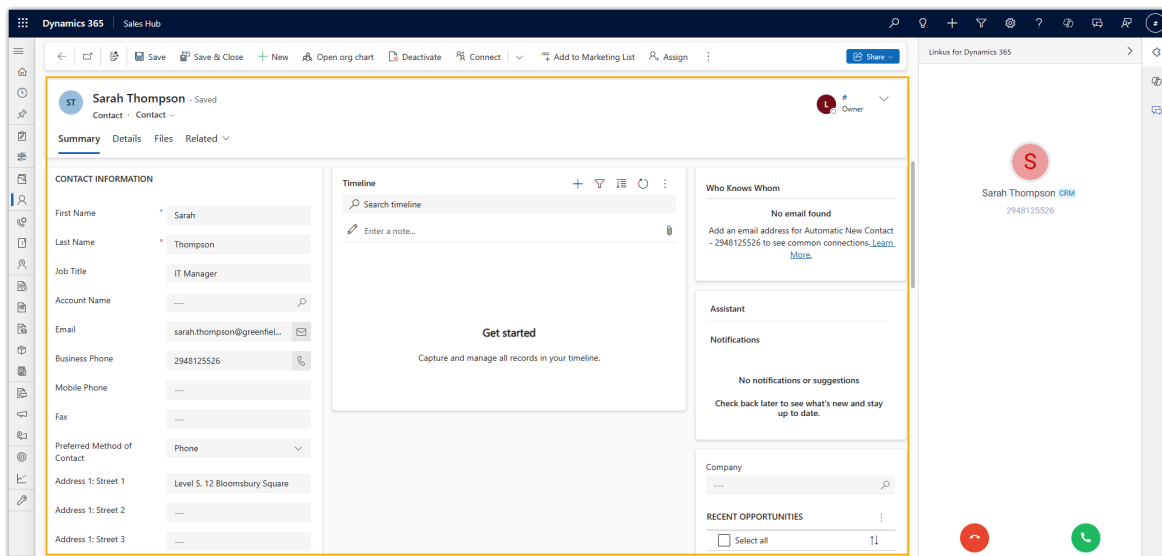 Dynamics 365 Sales Hub
#
Save Save & Close New Open org chart Deactivate Connect Add to Marketing List Assign Share
Linkus for Dynamics 365
ST
Sarah Thompson - Saved
Contact · Contact
L
#
Owner
Summary Details Files Related
CONTACT INFORMATION
First Name * Sarah
Last Name * Thompson
Job Title IT Manager
Account Name ---
Email sarah.thompson@greenfiel...
Business Phone 2948125526
Mobile Phone ---
Fax ---
Preferred Method of
Contact
Phone
Address 1: Street 1 Level 5, 12 Bloomsbury Square
Address 1: Street 2 ---
Address 1: Street 3 ---
Timeline
Search timeline
Enter a note...
Get started
Capture and manage all records in your timeline.
Who Knows Whom
No email found
Add an email address for Automatic New Contact
- 2948125526 to see common connections. Learn
More.
Assistant
Notifications
No notifications or suggestions
Check back later to see what's new and stay
up to date.
Company
---
RECENT OPPORTUNITIES
Select all
S
Sarah Thompson CRM
2948125526